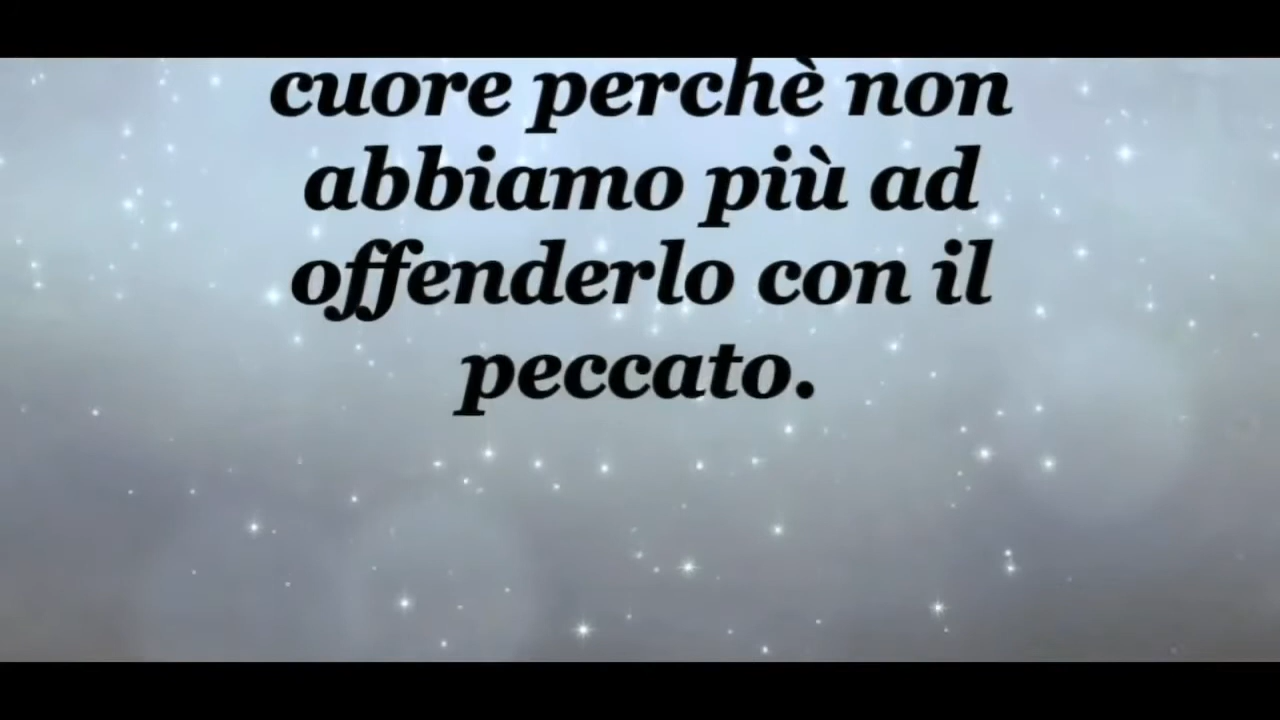 cuore perchè non
abbiamo più ad
offenderlo con il
peccato.